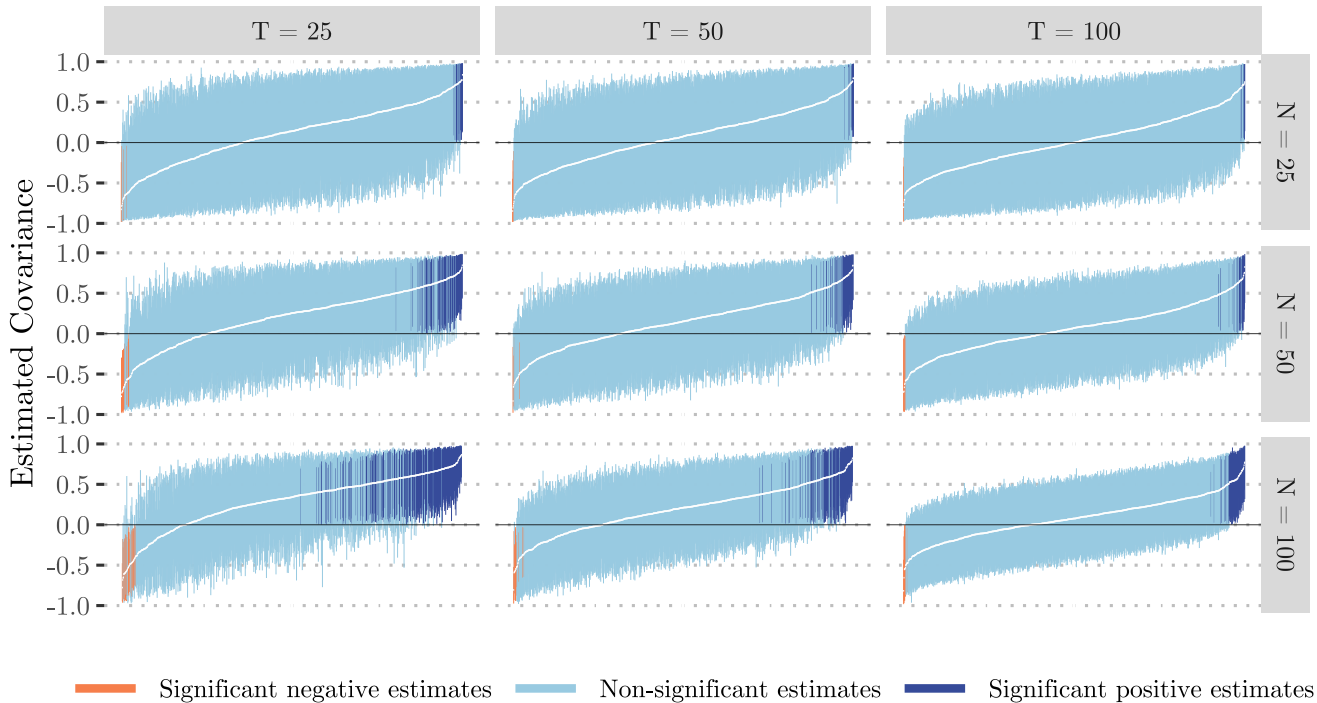 T = 25
T = 50
T = 100
Estimated Covariance
1.0
0.5
0.0
-0.5
-1.0
N = 25
1.0
0.5
0.0
-0.5
-1.0
N = 50
1.0
0.5
0.0
-0.5
-1.0
N = 100
Significant negative estimates
Non-significant estimates
Significant positive estimates